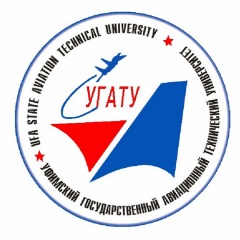 UFA STATE AVIATION TECHNICAL UNIVERSITY
УГАТУ
УФИМСКИЙ ГОСУДАРСТВЕННЫЙ АВИАЦИОННЫЙ ТЕХНИЧЕСКИЙ УНИВЕРСИТЕТ